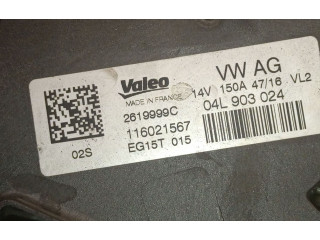 Valeo
MADE IN FRANCE
2619999C
116021567
EG15T 015
VW AG
14V 150A 47/16 VL2
04L 903 024
02S